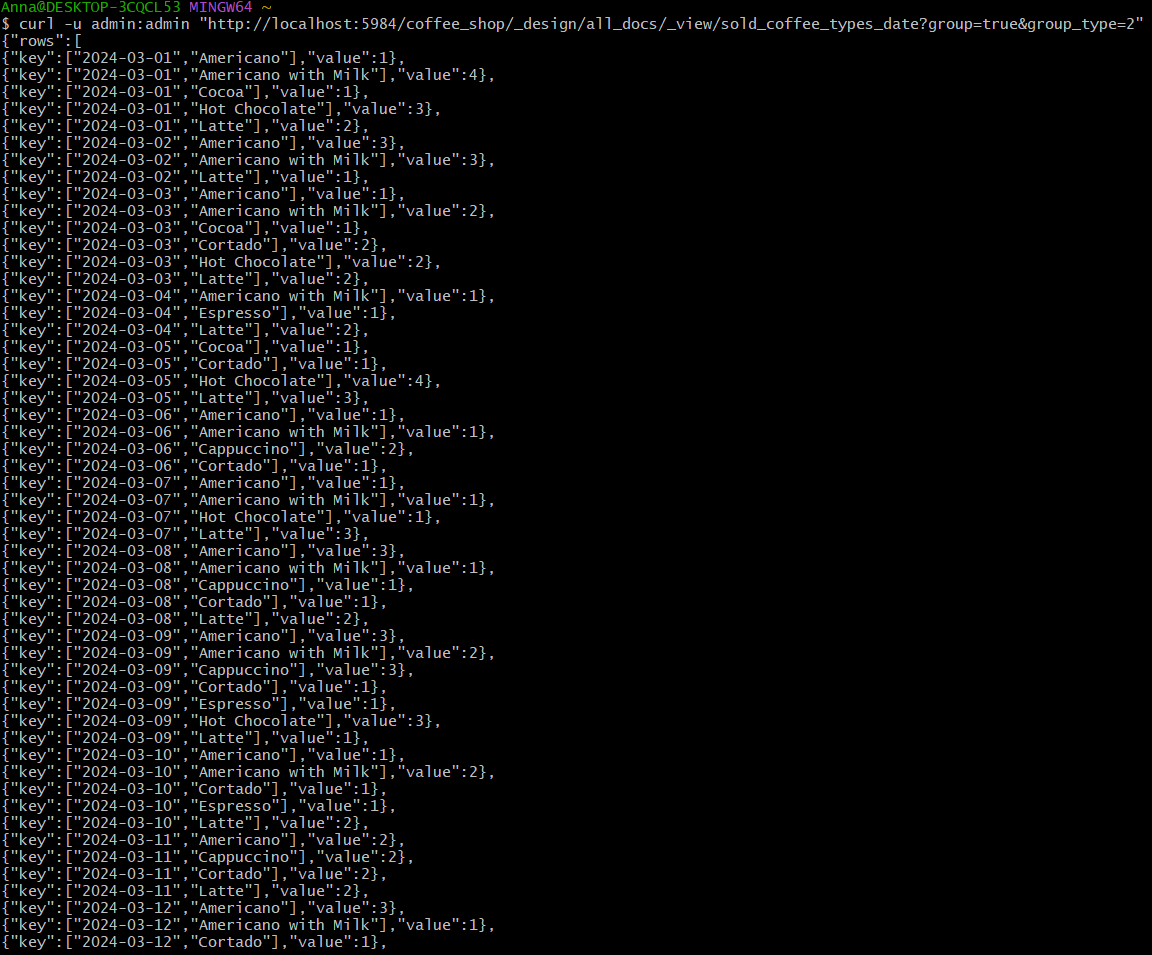 Anna@DESKTOP-3CQCL53 MINGW64 ~
$ curl -u admin:admin "http://localhost:5984/coffee_shop/_design/all_docs/_view/sold_coffee_types_date?group=true&group_type=2"
{"rows":[
{"key":["2024-03-01","Americano"],"value":1},
{"key":["2024-03-01","Americano with Milk"],"value":4},
{"key":["2024-03-01","Cocoa"],"value":1},
{"key":["2024-03-01","Hot Chocolate"],"value":3},
{"key":["2024-03-01","Latte"],"value":2},
{"key":["2024-03-02","Americano"],"value":3},
{"key":["2024-03-02","Americano with Milk"],"value":3},
{"key":["2024-03-02","Latte"],"value":1},
{"key":["2024-03-03","Americano"],"value":1},
{"key":["2024-03-03","Americano with Milk"],"value":2},
{"key":["2024-03-03","Cocoa"],"value":1},
{"key":["2024-03-03","Cortado"],"value":2},
{"key":["2024-03-03","Hot Chocolate"],"value":2},
{"key":["2024-03-03","Latte"],"value":2},
{"key":["2024-03-04","Americano with Milk"],"value":1},
{"key":["2024-03-04","Espresso"],"value":1},
{"key":["2024-03-04","Latte"],"value":2},
{"key":["2024-03-05","Cocoa"],"value":1},
{"key":["2024-03-05","Cortado"],"value":1},
{"key":["2024-03-05","Hot Chocolate"],"value":4},
{"key":["2024-03-05","Latte"],"value":3},
{"key":["2024-03-06","Americano"],"value":1},
{"key":["2024-03-06","Americano with Milk"],"value":1},
{"key":["2024-03-06","Cappuccino"],"value":2},
{"key":["2024-03-06","Cortado"],"value":1},
{"key":["2024-03-07","Americano"],"value":1},
{"key":["2024-03-07","Americano with Milk"],"value":1},
{"key":["2024-03-07","Hot Chocolate"],"value":1},
{"key":["2024-03-07","Latte"],"value":3},
{"key":["2024-03-08","Americano"],"value":3},
{"key":["2024-03-08","Americano with Milk"],"value":1},
{"key":["2024-03-08","Cappuccino"],"value":1},
{"key":["2024-03-08","Cortado"],"value":1},
{"key":["2024-03-08","Latte"],"value":2},
{"key":["2024-03-09","Americano"],"value":3},
{"key":["2024-03-09","Americano with Milk"],"value":2},
{"key":["2024-03-09","Cappuccino"],"value":3},
{"key":["2024-03-09","Cortado"],"value":1},
{"key":["2024-03-09","Espresso"],"value":1},
{"key":["2024-03-09","Hot Chocolate"],"value":3},
{"key":["2024-03-09","Latte"],"value":1},
{"key":["2024-03-10","Americano"],"value":1},
{"key":["2024-03-10","Americano with Milk"],"value":2},
{"key":["2024-03-10","Cortado"],"value":1},
{"key":["2024-03-10","Espresso"],"value":1},
{"key":["2024-03-10","Latte"],"value":2},
{"key":["2024-03-11","Americano"],"value":2},
{"key":["2024-03-11","Cappuccino"],"value":2},
{"key":["2024-03-11","Cortado"],"value":2},
{"key":["2024-03-11","Latte"],"value":2},
{"key":["2024-03-12","Americano"],"value":3},
{"key":["2024-03-12","Americano with Milk"],"value":1},
{"key":["2024-03-12","Cortado"],"value":1},